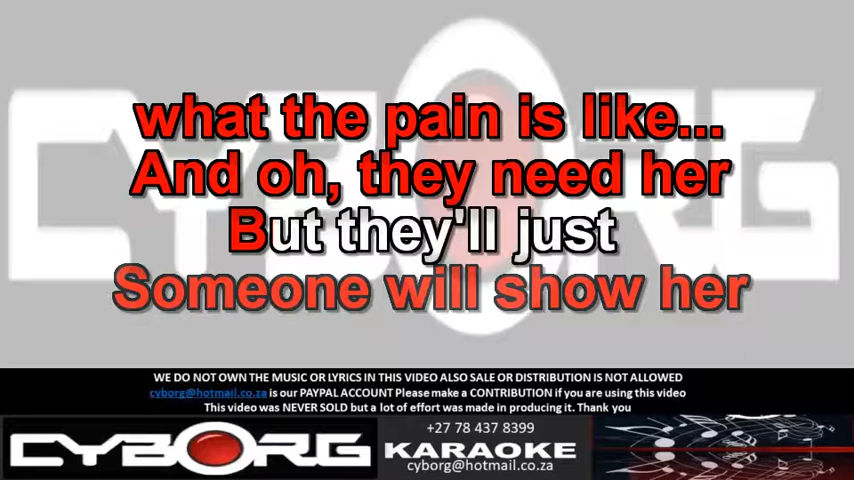 CYBORG
what the pain is like...
And oh, they need her
But they'll just
Someone will show her
WE DO NOT OWN THE MUSIC OR LYRICS IN THIS VIDEO ALSO SALE OR DISTRIBUTION IS NOT ALLOWED
cyborg@hotmail.co.za is our PAYPAL ACCOUNT Please make a CONTRIBUTION if you are using this video
This video was NEVER SOLD but a lot of effort was made in producing it. Thank you
CYBORG
+27 78 437 8399
KARAOKE
cyborg@hotmail.co.za